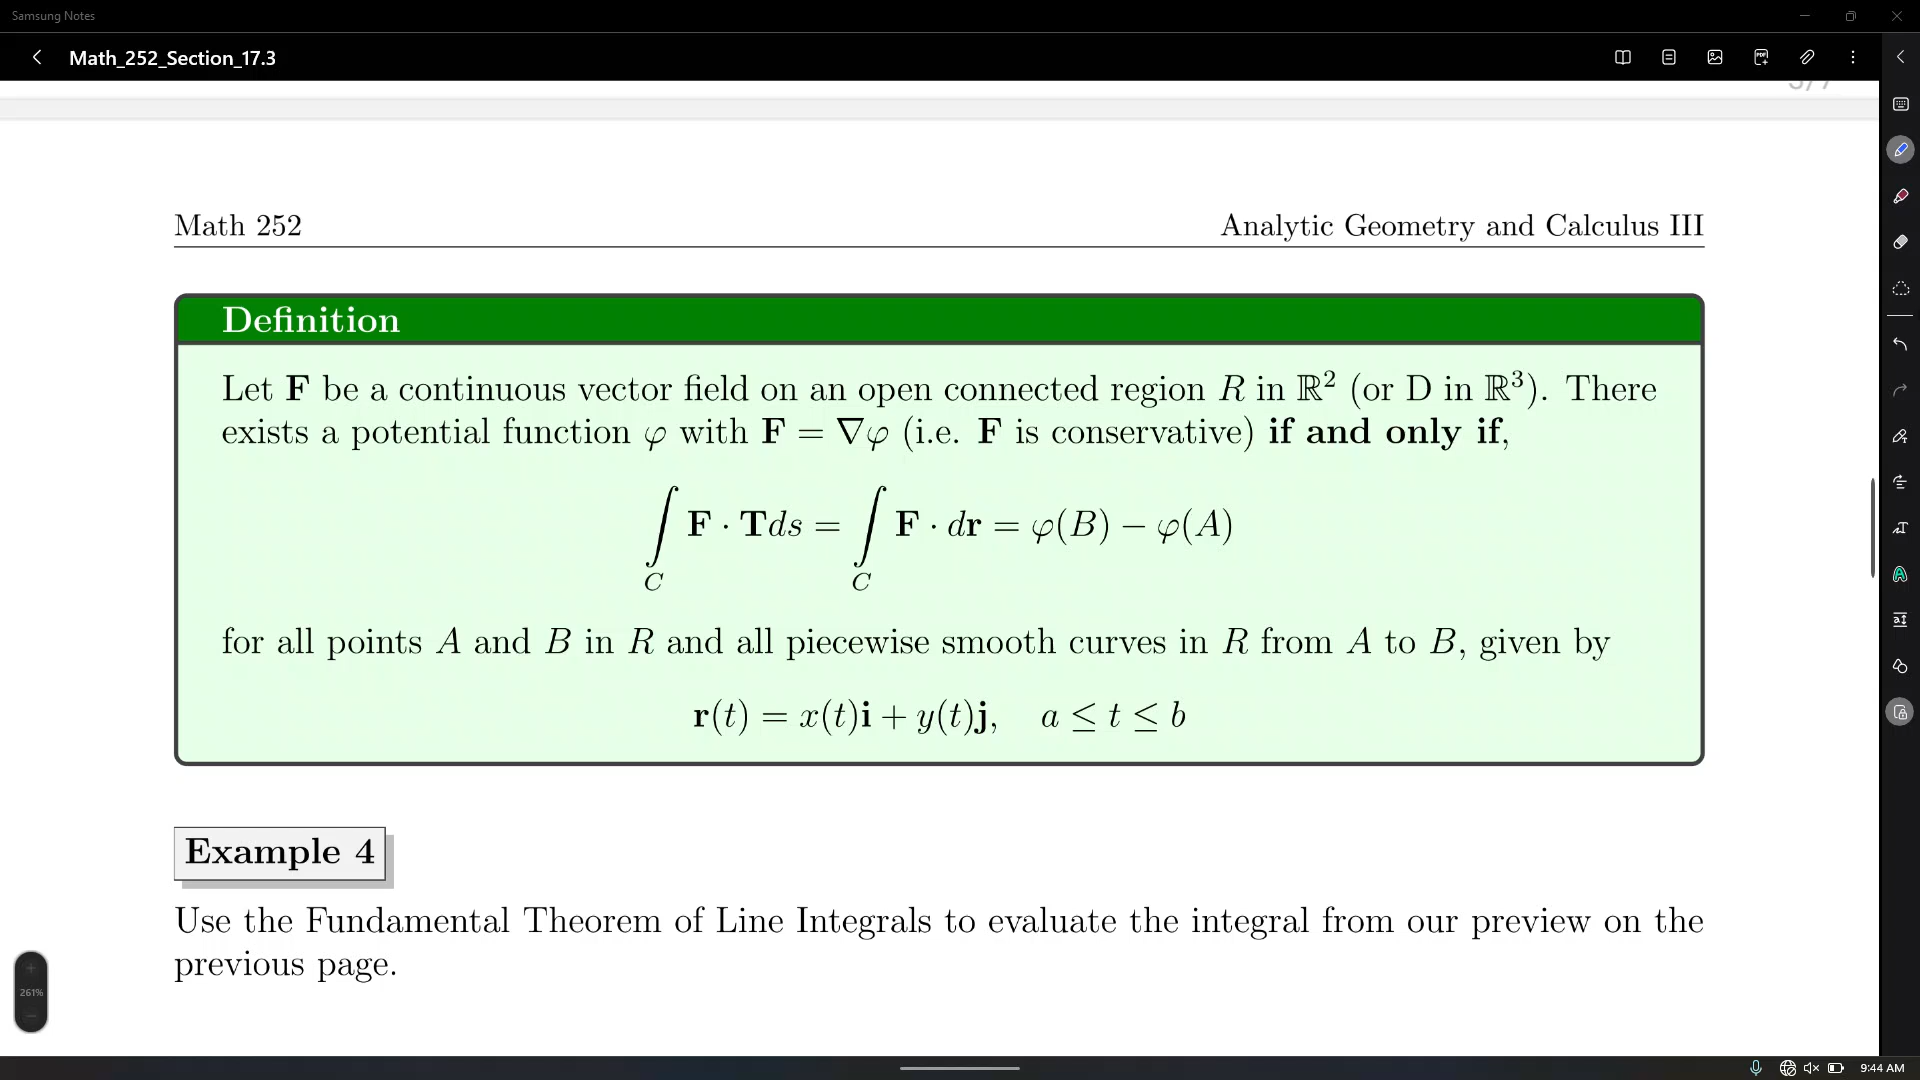 Samsung Notes
Math_252_Section_17.3
Math 252
Analytic Geometry and Calculus III
Definition
Let F be a continuous vector field on an open connected region R in ℝ² (or D in ℝ³). There
exists a potential function φ with F = ∇φ (i.e. F is conservative) if and only if,
∫_C F · Tds = ∫_C F · dr = φ(B) − φ(A)
for all points A and B in R and all piecewise smooth curves in R from A to B, given by
r(t) = x(t)i + y(t)j, a ≤ t ≤ b
Example 4
Use the Fundamental Theorem of Line Integrals to evaluate the integral from our preview on the
previous page.
261%
9:44 AM